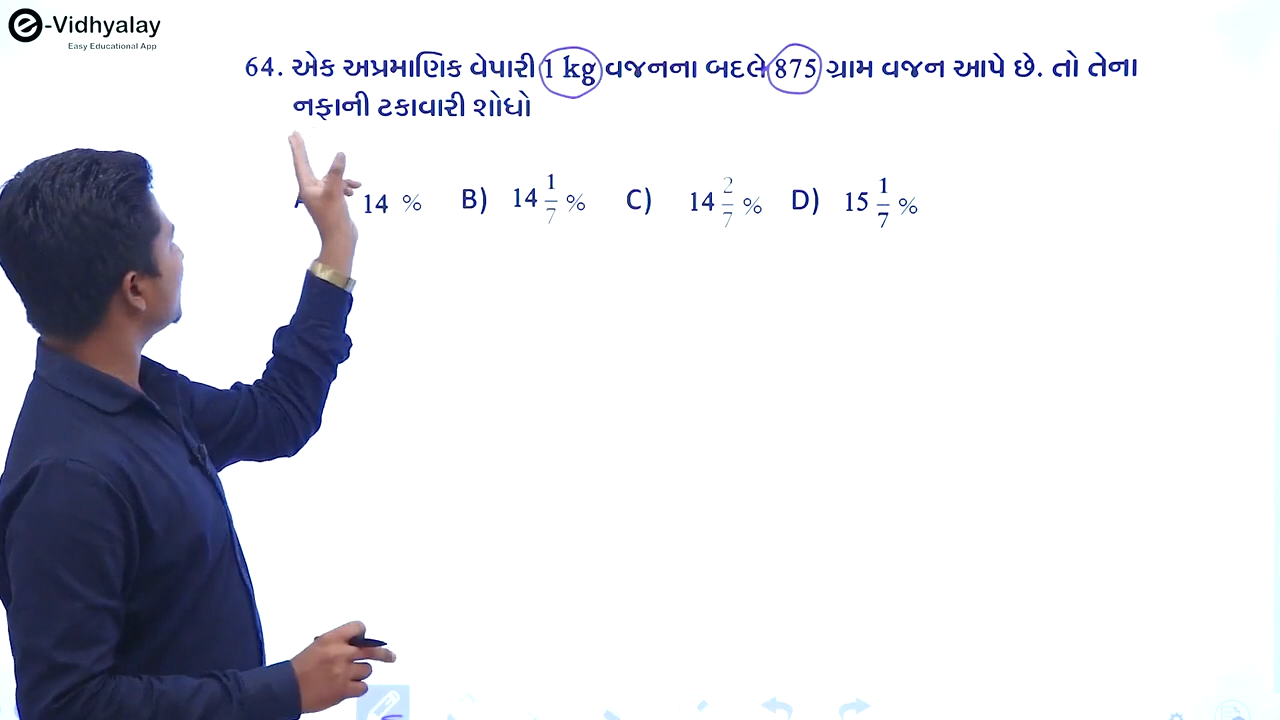 e-Vidhyalay
Easy Educational App
64. એક અપ્રમાણિક વેપારી 1 kg વજનના બદલે 875 ગ્રામ વજન આપે છે. તો તેના
નફાની ટકાવારી શોધો
14 % B) 14 1/7 % C) 14 2/7 % D) 15 1/7 %